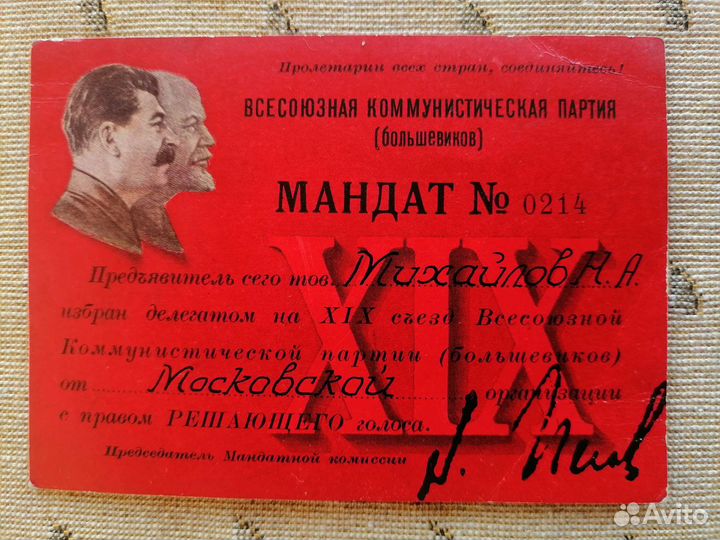 Пролетарии всех стран, соединяйтесь!
ВСЕСОЮЗНАЯ КОММУНИСТИЧЕСКАЯ ПАРТИЯ
(большевиков)
МАНДАТ № 0214
XIX
Предъявитель сего тов. Михайлов Н. А.
избран делегатом на XIX съезд Всесоюзной
Коммунистической партии (большевиков)
от Московской организации
с правом РЕШАЮЩЕГО голоса.
Председатель Мандатной комиссии
Avito